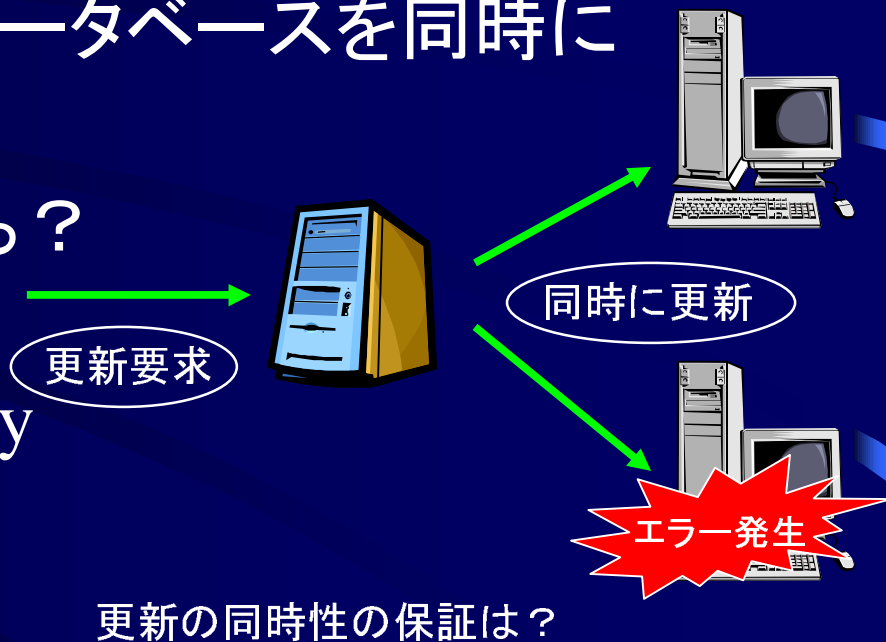 ータベースを同時に
ら？
同時に更新
更新要求
y
エラー発生
更新の同時性の保証は？